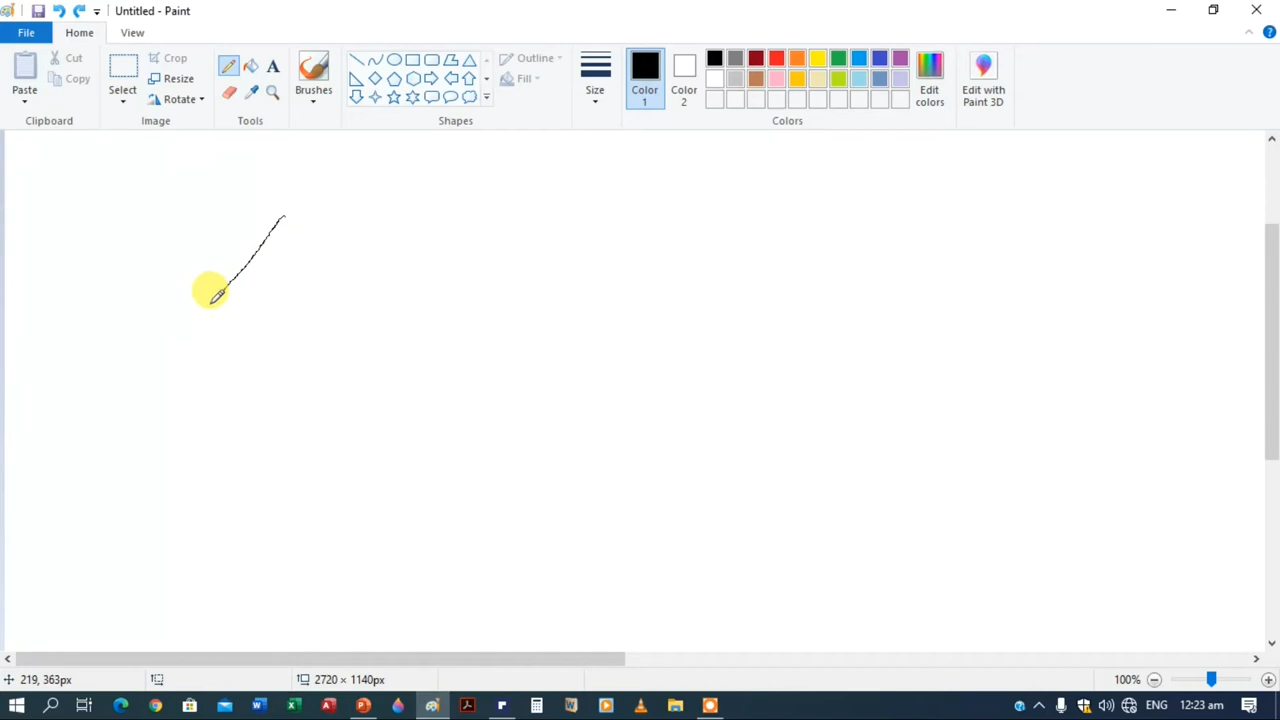 Untitled - Paint
File
Home
View
Paste
Cut
Copy
Clipboard
Select
Crop
Resize
Rotate
Image
A
Tools
Brushes
Outline
Fill
Shapes
Size
Color
1
Color
2
Edit
colors
Colors
Edit with
Paint 3D
219, 363px
2720 × 1140px
100%
ENG
12:23 am